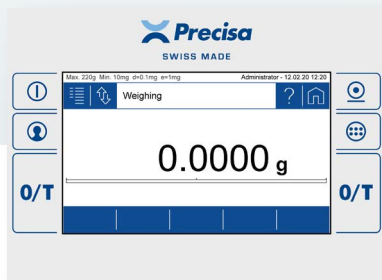 Precisa
SWISS MADE
Max. 220g Min. 10mg d=0.1mg e=1mg Administrator - 12.02.20 12:20
Weighing ?
0.0000 g
0/T 0/T